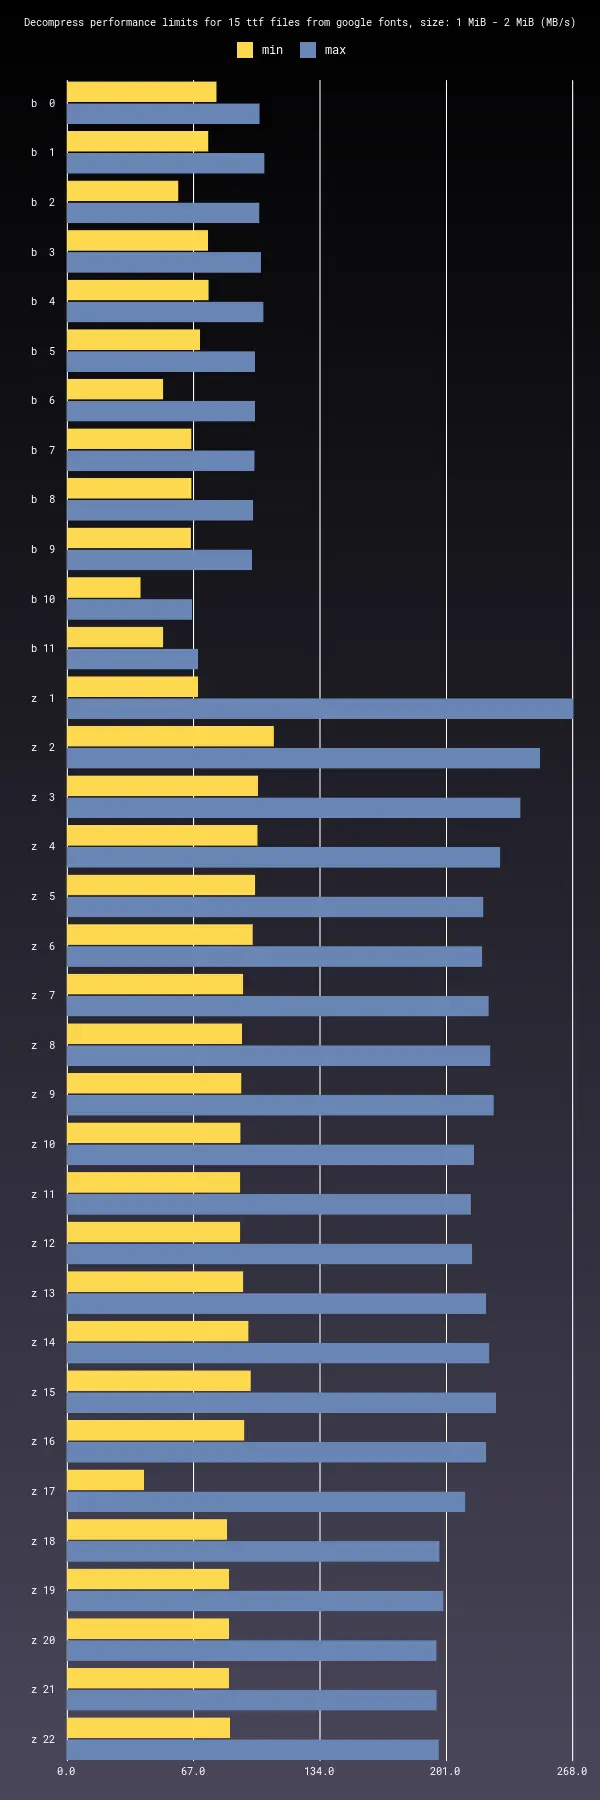 Decompress performance limits for 15 ttf files from google fonts, size: 1 MiB - 2 MiB (MB/s)
min max
b 0
b 1
b 2
b 3
b 4
b 5
b 6
b 7
b 8
b 9
b 10
b 11
z 1
z 2
z 3
z 4
z 5
z 6
z 7
z 8
z 9
z 10
z 11
z 12
z 13
z 14
z 15
z 16
z 17
z 18
z 19
z 20
z 21
z 22
0.0 67.0 134.0 201.0 268.0